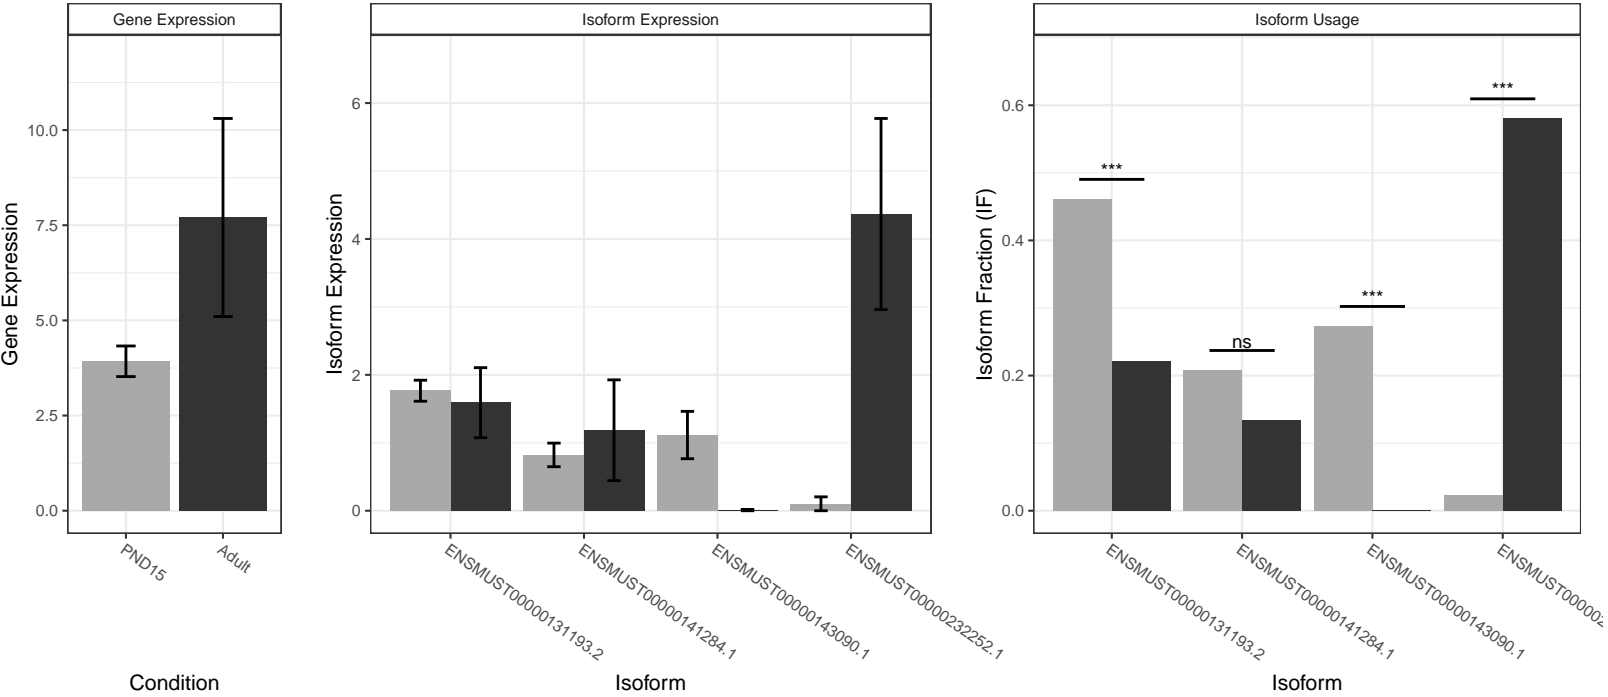 Gene Expression
Isoform Expression
Isoform Usage
Gene Expression
10.0
7.5
5.0
2.5
0.0
PND15
Adult
Condition
Isoform Expression
6
4
2
0
ENSMUST00000131193.2
ENSMUST00000141284.1
ENSMUST00000143090.1
ENSMUST00000232252.1
Isoform
Isoform Fraction (IF)
0.6
0.4
0.2
0.0
***
ns
***
***
ENSMUST00000131193.2
ENSMUST00000141284.1
ENSMUST00000143090.1
ENSMUST000002
Isoform